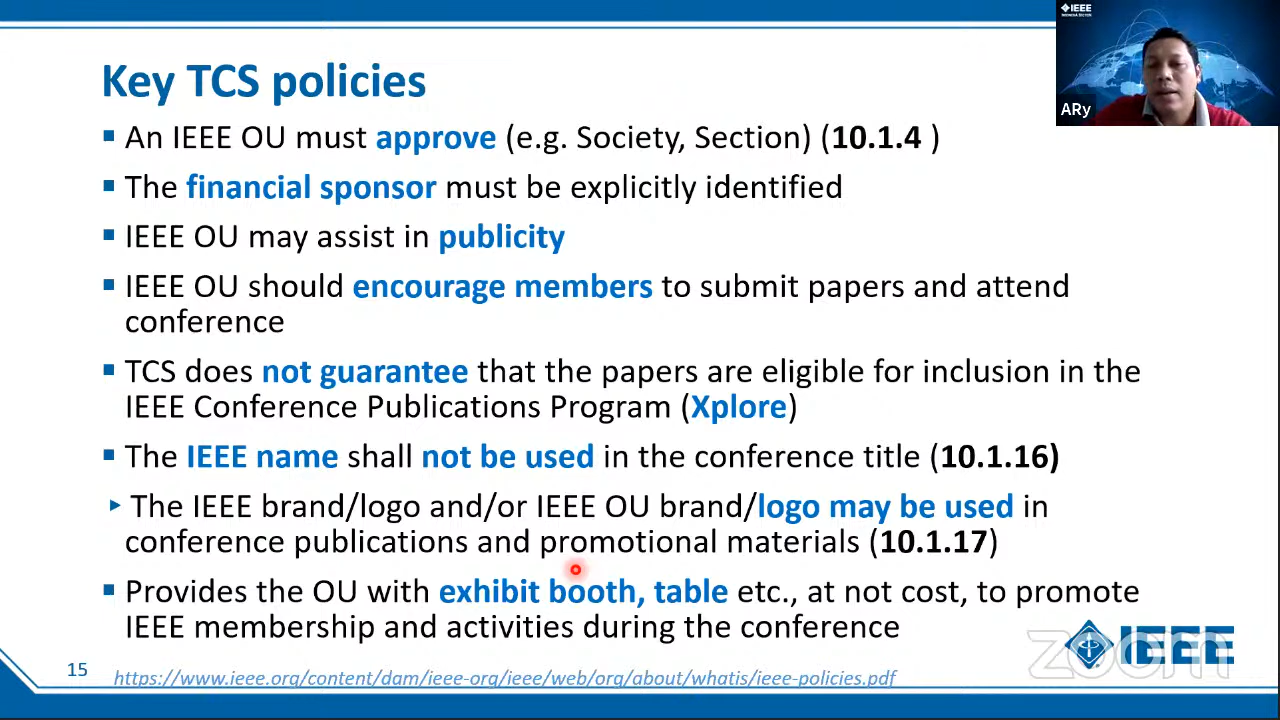 IEEE
INDONESIA SECTION
ARy
Key TCS policies
▪ An IEEE OU must approve (e.g. Society, Section) (10.1.4 )
▪ The financial sponsor must be explicitly identified
▪ IEEE OU may assist in publicity
▪ IEEE OU should encourage members to submit papers and attend
conference
▪ TCS does not guarantee that the papers are eligible for inclusion in the
IEEE Conference Publications Program (Xplore)
▪ The IEEE name shall not be used in the conference title (10.1.16)
▸ The IEEE brand/logo and/or IEEE OU brand/logo may be used in
conference publications and promotional materials (10.1.17)
▪ Provides the OU with exhibit booth, table etc., at not cost, to promote
IEEE membership and activities during the conference
IEEE
zoom
15
https://www.ieee.org/content/dam/ieee-org/ieee/web/org/about/whatis/ieee-policies.pdf